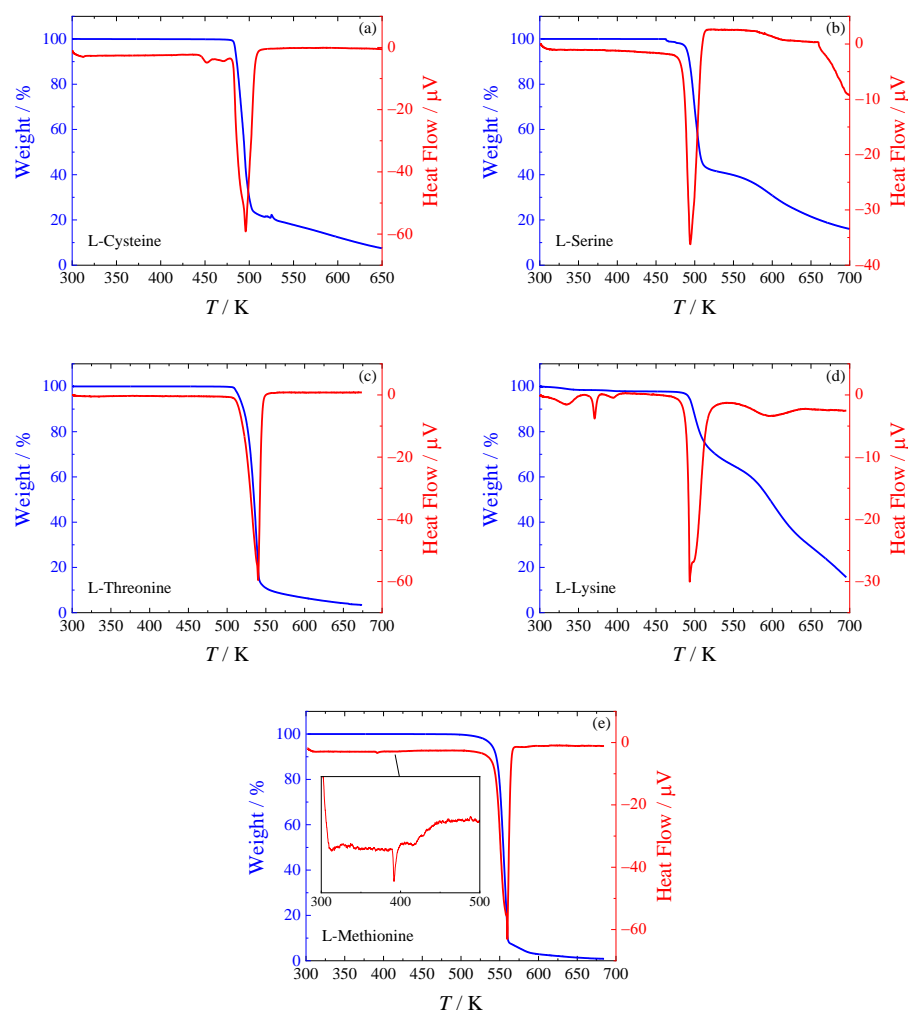 (a)
100
80
60
40
20
0
Weight / %
0
−20
−40
−60
Heat Flow / μV
L-Cysteine
300 350 400 450 500 550 600 650
T / K
(b)
100
80
60
40
20
0
Weight / %
0
−10
−20
−30
−40
Heat Flow / μV
L-Serine
300 350 400 450 500 550 600 650 700
T / K
(c)
100
80
60
40
20
0
Weight / %
0
−20
−40
−60
Heat Flow / μV
L-Threonine
300 350 400 450 500 550 600 650 700
T / K
(d)
100
80
60
40
20
0
Weight / %
0
−10
−20
−30
Heat Flow / μV
L-Lysine
300 350 400 450 500 550 600 650 700
T / K
(e)
100
80
60
40
20
0
Weight / %
0
−20
−40
−60
Heat Flow / μV
300 400 500
L-Methionine
300 350 400 450 500 550 600 650 700
T / K